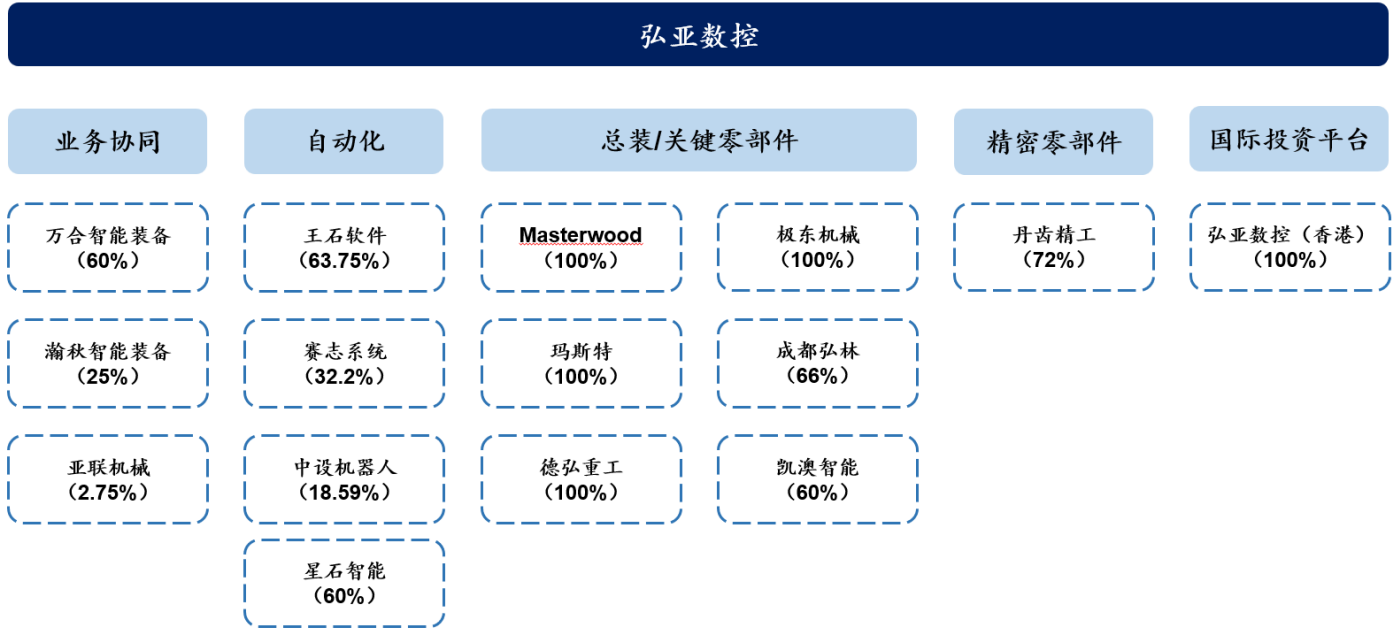 弘亚数控
业务协同
自动化
总装/关键零部件
精密零部件
国际投资平台
万合智能装备
（60%）
王石软件
（63.75%）
Masterwood
（100%）
极东机械
（100%）
丹齿精工
（72%）
弘亚数控（香港）
（100%）
瀚秋智能装备
（25%）
赛志系统
（32.2%）
玛斯特
（100%）
成都弘林
（66%）
亚联机械
（2.75%）
中设机器人
（18.59%）
德弘重工
（100%）
凯澳智能
（60%）
星石智能
（60%）